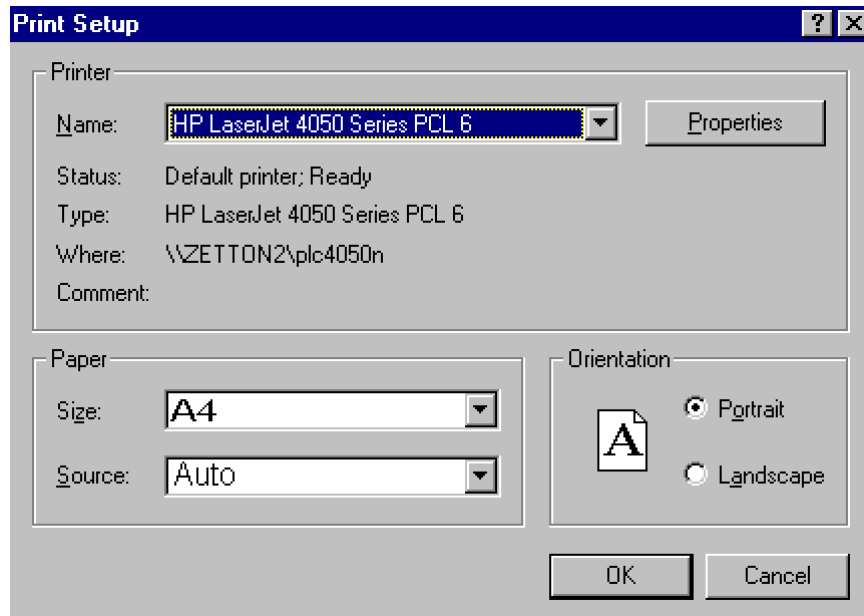 Print Setup
Printer
Name: HP LaserJet 4050 Series PCL 6 Properties
Status: Default printer; Ready
Type: HP LaserJet 4050 Series PCL 6
Where: \\ZETTON2\plc4050n
Comment:
Paper
Size: A4
Source: Auto
Orientation
A
Portrait
Landscape
OK Cancel